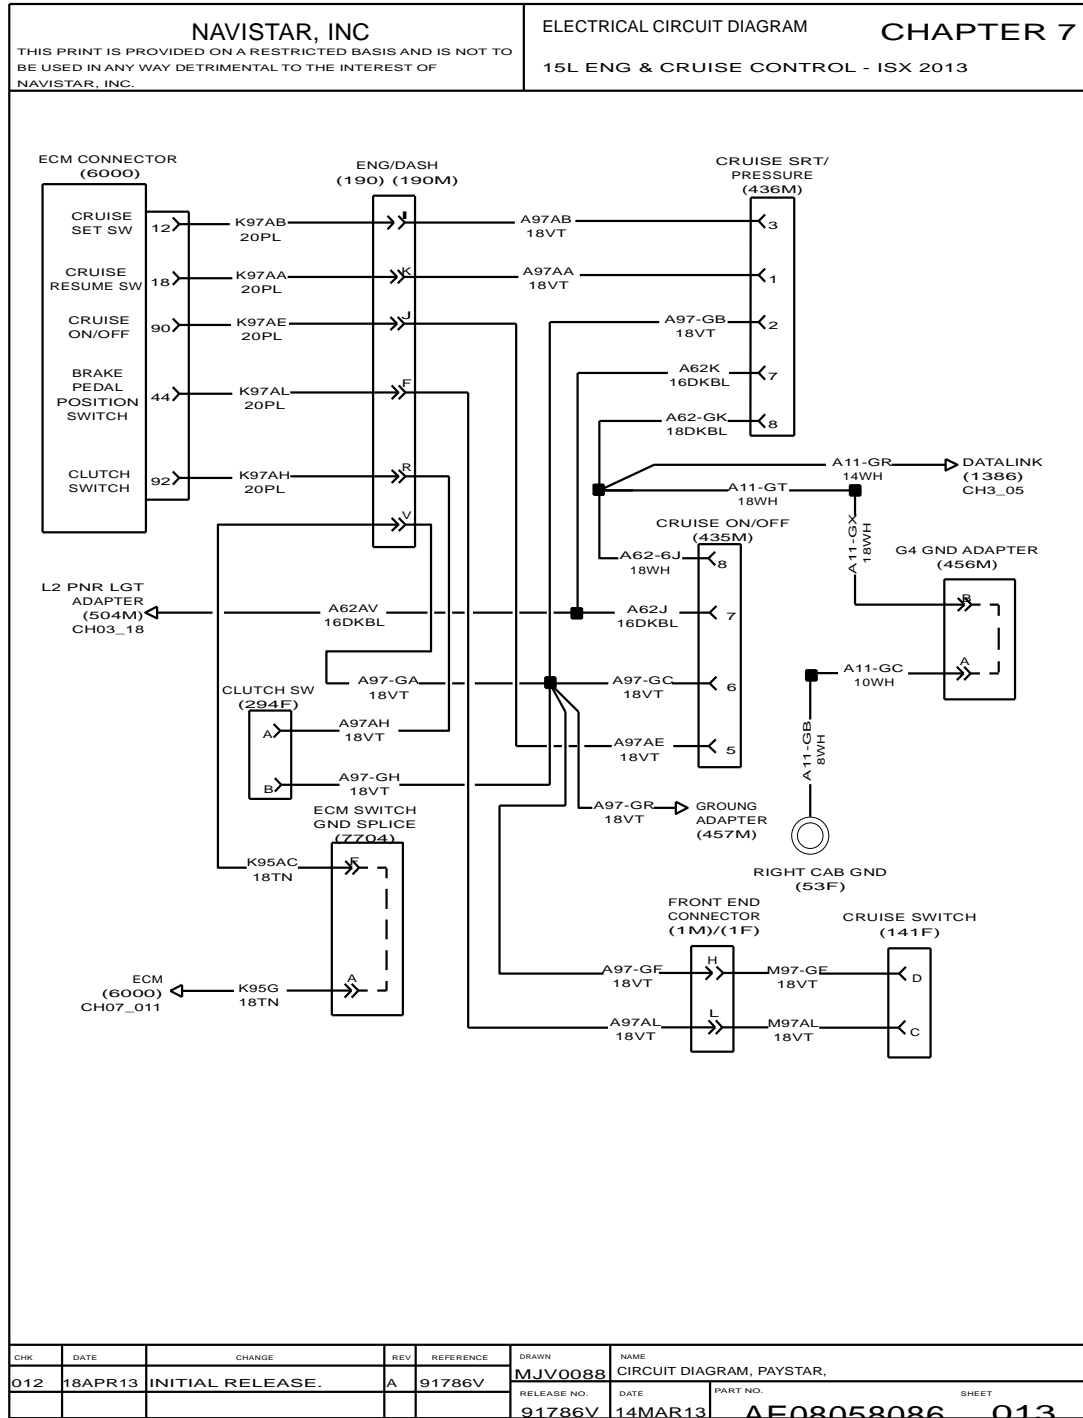 NAVISTAR, INC
THIS PRINT IS PROVIDED ON A RESTRICTED BASIS AND IS NOT TO
BE USED IN ANY WAY DETRIMENTAL TO THE INTEREST OF
NAVISTAR, INC.
ELECTRICAL CIRCUIT DIAGRAM
CHAPTER 7
15L ENG & CRUISE CONTROL - ISX 2013
ECM CONNECTOR
(6000)
CRUISE
SET SW
12
CRUISE
RESUME SW
18
CRUISE
ON/OFF
90
BRAKE
PEDAL
POSITION
SWITCH
44
CLUTCH
SWITCH
92
K97AB
20PL
K97AA
20PL
K97AE
20PL
K97AL
20PL
K97AH
20PL
ENG/DASH
(190) (190M)
K
J
F
R
V
A97AB
18VT
A97AA
18VT
CRUISE SRT/
PRESSURE
(436M)
3
1
2
7
8
A97-GB
18VT
A62K
16DKBL
A62-GK
18DKBL
A11-GR
14WH
DATALINK
(1386)
CH3_05
A11-GT
18WH
A11-GX
18WH
G4 GND ADAPTER
(456M)
B
A
CRUISE ON/OFF
(435M)
8
7
6
5
A62-6J
18WH
L2 PNR LGT
ADAPTER
(504M)
CH03_18
A62AV
16DKBL
A62J
16DKBL
A97-GA
18VT
A97-GC
18VT
A11-GC
10WH
A11-GB
8WH
CLUTCH SW
(294F)
A
B
A97AH
18VT
A97AE
18VT
A97-GH
18VT
A97-GR
18VT
GROUNG
ADAPTER
(457M)
ECM SWITCH
GND SPLICE
(7704)
F
A
K95AC
18TN
RIGHT CAB GND
(53F)
FRONT END
CONNECTOR
(1M)/(1F)
H
L
CRUISE SWITCH
(141F)
D
C
ECM
(6000)
CH07_011
K95G
18TN
A97-GF
18VT
M97-GE
18VT
A97AL
18VT
M97AL
18VT
CHK
DATE
CHANGE
REV
REFERENCE
012
18APR13
INITIAL RELEASE.
A
91786V
DRAWN
MJV0088
NAME
CIRCUIT DIAGRAM, PAYSTAR,
RELEASE NO.
91786V
DATE
14MAR13
PART NO.
AE08058086
SHEET
013